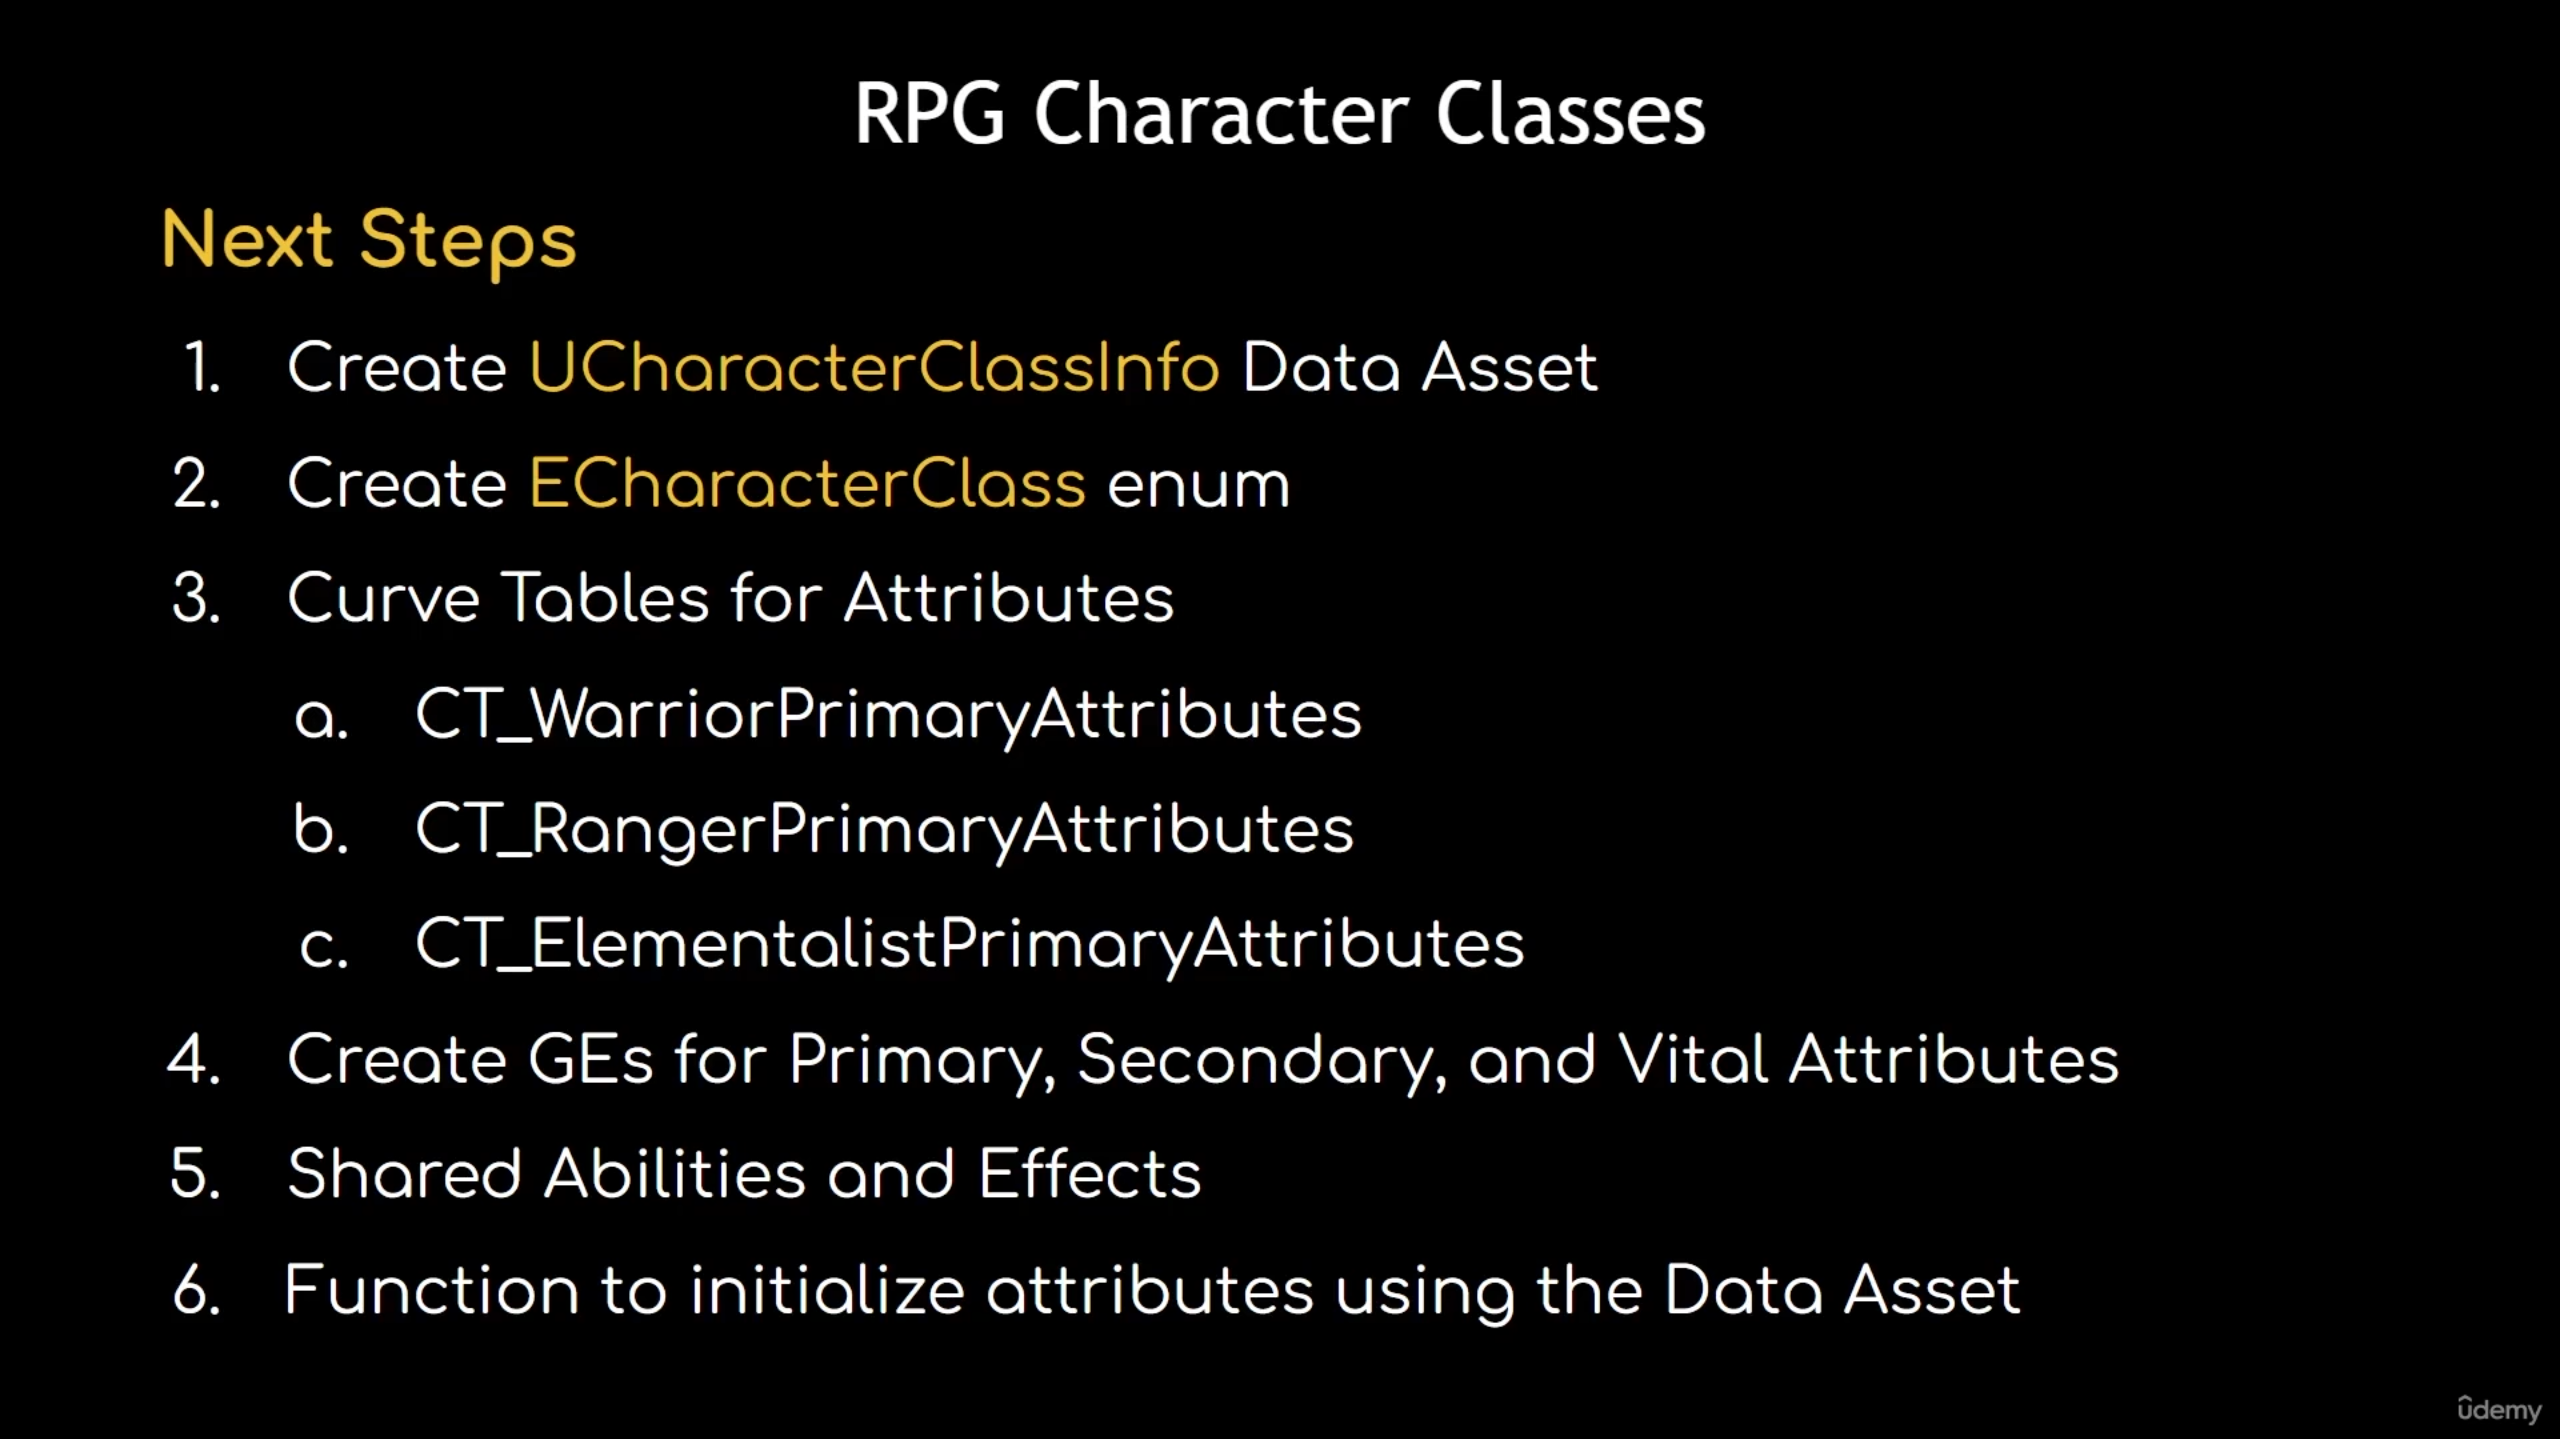 RPG Character Classes
Next Steps
1. Create UCharacterClassInfo Data Asset
2. Create ECharacterClass enum
3. Curve Tables for Attributes
a. CT_WarriorPrimaryAttributes
b. CT_RangerPrimaryAttributes
c. CT_ElementalistPrimaryAttributes
4. Create GEs for Primary, Secondary, and Vital Attributes
5. Shared Abilities and Effects
6. Function to initialize attributes using the Data Asset
ûdemy